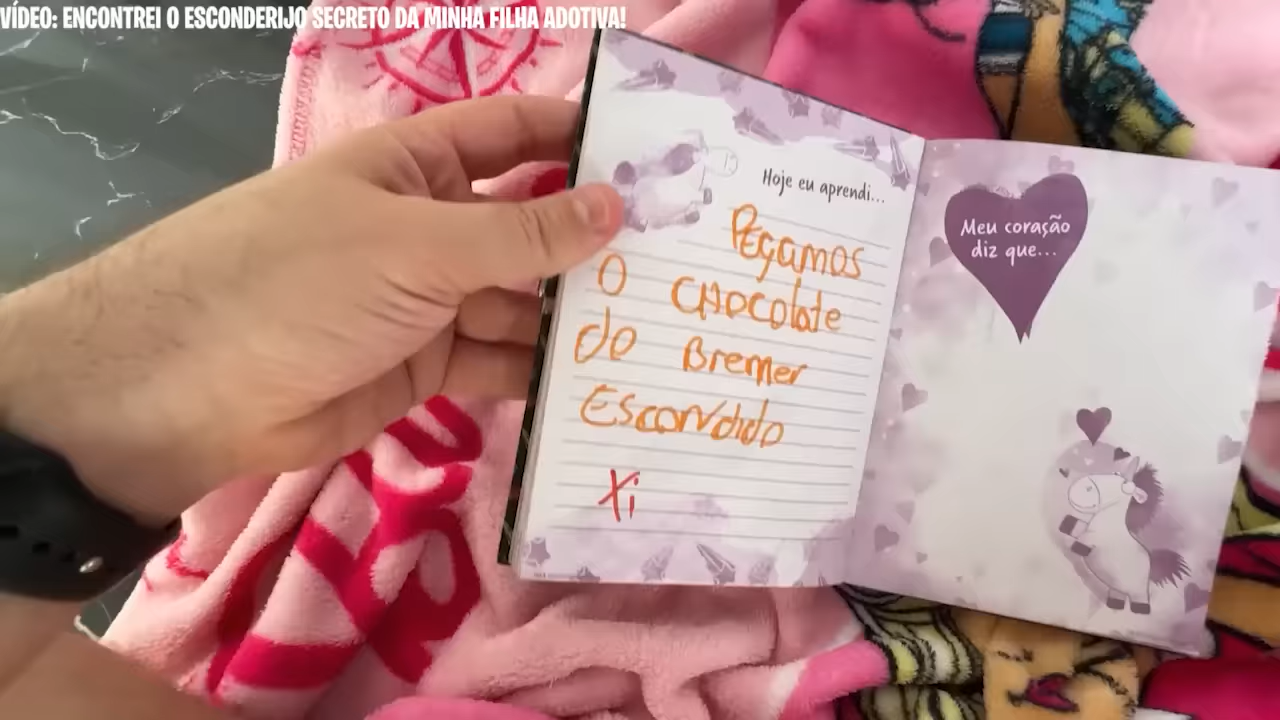 VÍDEO: ENCONTREI O ESCONDERIJO SECRETO DA MINHA FILHA ADOTIVA!
Hoje eu aprendi...
PEGAMOS
O CHOCOLATE
do BREMER
ESCONDIDO
Xi
Meu coração
diz que...